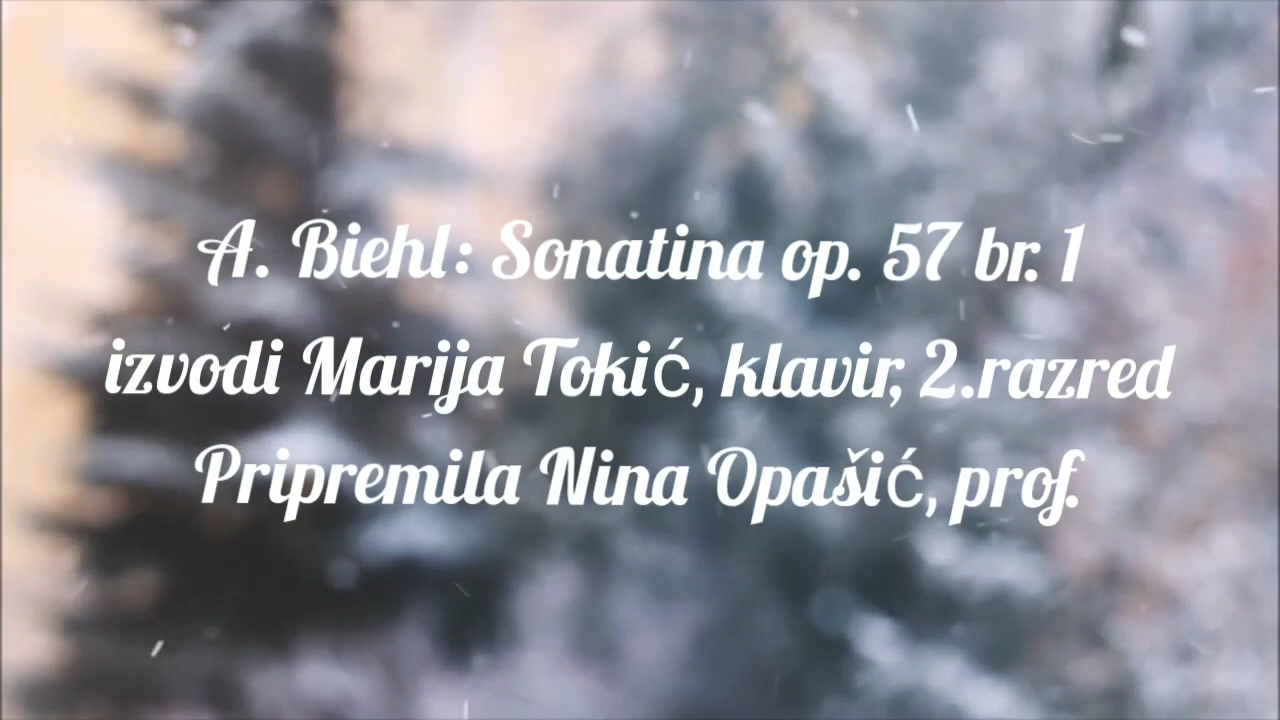 A. Biehl: Sonatina op. 57 br. 1
izvodi Marija Tokić, klavir, 2.razred
Pripremila Nina Opašić, prof.